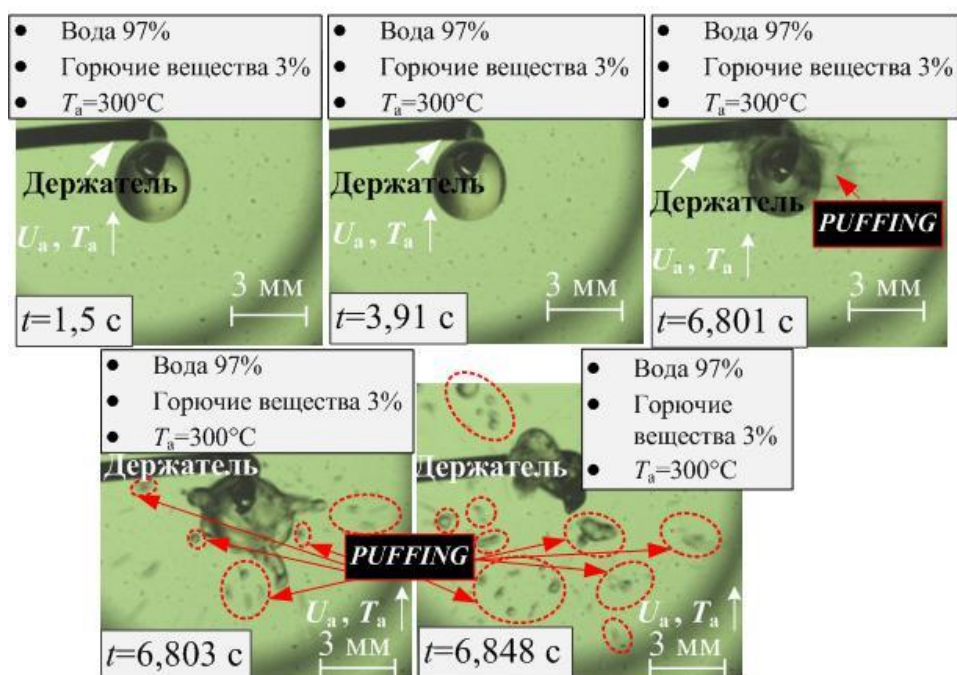 • Вода 97%
• Горючие вещества 3%
• Tа=300°C
Держатель
Uа, Tа
3 мм
t=1,5 с
• Вода 97%
• Горючие вещества 3%
• Tа=300°C
Держатель
Uа, Tа
3 мм
t=3,91 с
• Вода 97%
• Горючие вещества 3%
• Tа=300°C
Держатель
PUFFING
Uа, Tа
3 мм
t=6,801 с
• Вода 97%
• Горючие вещества 3%
• Tа=300°C
Держатель
Uа, Tа
3 мм
t=6,803 с
PUFFING
• Вода 97%
• Горючие
вещества 3%
• Tа=300°C
Держатель
Uа, Tа
3 мм
t=6,848 с